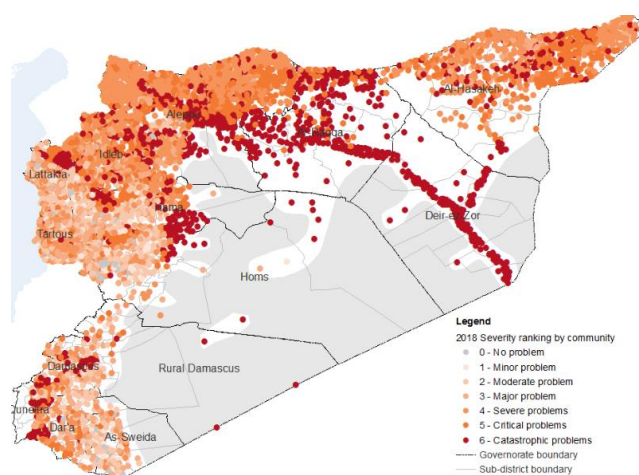 Al-Hasakeh
Aleppo
Idleb
Lattakia
Hama
Tartous
Deir-ez-Zor
Homs
Rural Damascus
Damascus
Dar'a
As-Sweida
Legend
2018 Severity ranking by community
0 - No problem
1 - Minor problem
2 - Moderate problem
3 - Major problem
4 - Severe problems
5 - Critical problems
6 - Catastrophic problems
Governorate boundary
Sub-district boundary